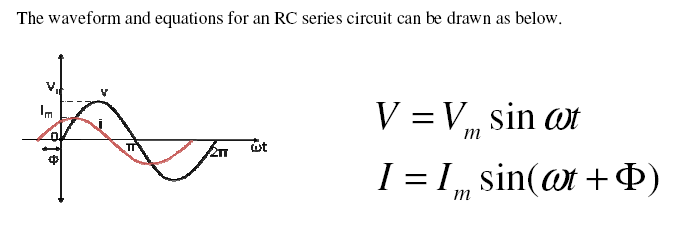 The waveform and equations for an RC series circuit can be drawn as below.
Vm
v
Im
i
0
π
2π
ωt
Φ
V = Vm sin ωt
I = Im sin(ωt + Φ)